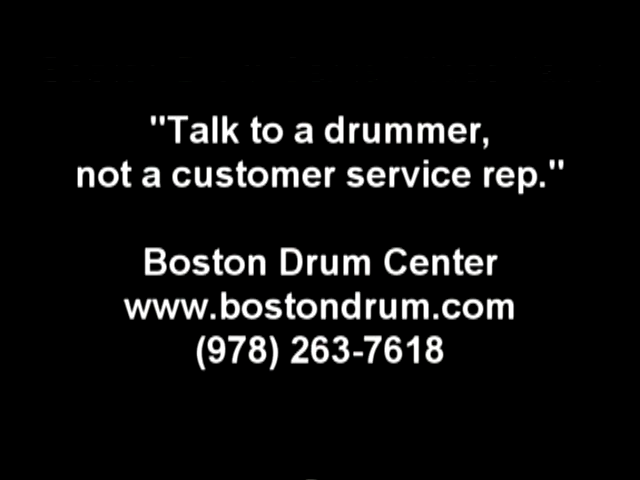 "Talk to a drummer,
not a customer service rep."
Boston Drum Center
www.bostondrum.com
(978) 263-7618